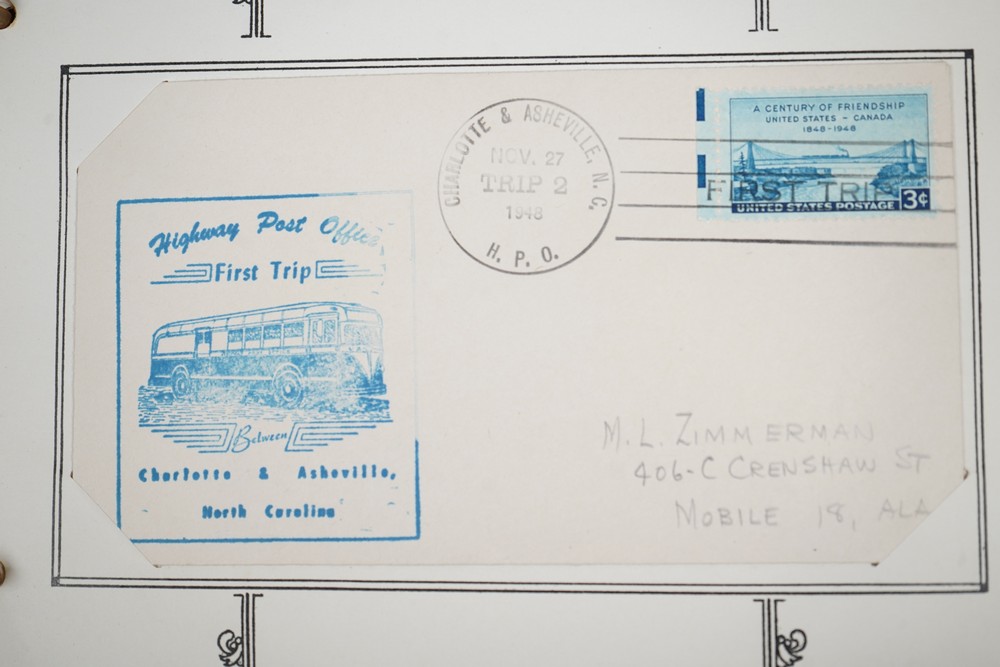 CHARLOTTE & ASHEVILLE, N. C.
NOV. 27
TRIP 2
1948
H. P. O.
A CENTURY OF FRIENDSHIP
UNITED STATES - CANADA
1848-1948
FIRST TRIP
UNITED STATES POSTAGE 3¢
Highway Post Office
First Trip
Between
Charlotte & Asheville,
North Carolina
M. L. ZIMMERMAN
406-C CRENSHAW ST
MOBILE 18, ALA